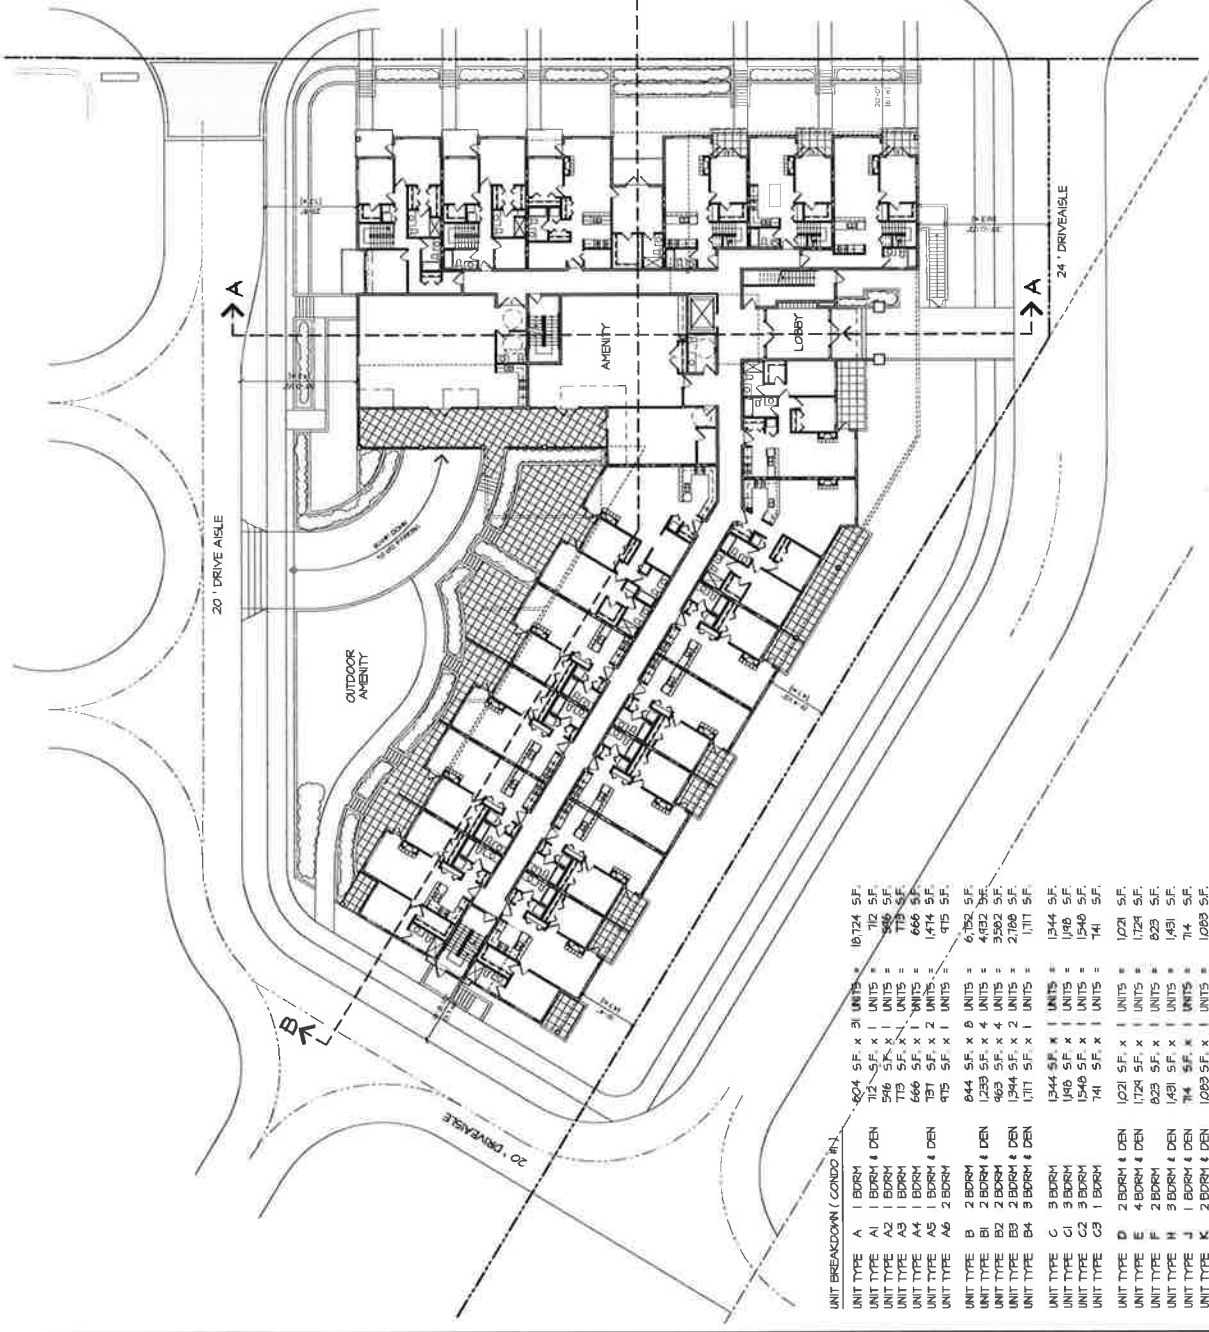 A
A
24' DRIVEAISLE
LOBBY
AMENITY
20' DRIVE AISLE
OUTDOOR
AMENITY
B
20' DRIVEAISLE
UNIT BREAKDOWN ( CONDO #1 )
UNIT TYPE A 1 BDRM 604 S.F. x 31 UNITS = 18,724 S.F.
UNIT TYPE A1 1 BDRM & DEN 712 S.F. x 1 UNITS = 712 S.F.
UNIT TYPE A2 1 BDRM 596 S.F. x 1 UNITS = 596 S.F.
UNIT TYPE A3 1 BDRM 773 S.F. x 1 UNITS = 773 S.F.
UNIT TYPE A4 1 BDRM 666 S.F. x 1 UNITS = 666 S.F.
UNIT TYPE A5 1 BDRM & DEN 737 S.F. x 2 UNITS = 1,474 S.F.
UNIT TYPE A6 2 BDRM 975 S.F. x 1 UNITS = 975 S.F.
UNIT TYPE B 2 BDRM 844 S.F. x 8 UNITS = 6,752 S.F.
UNIT TYPE B1 2 BDRM & DEN 1,233 S.F. x 4 UNITS = 4,932 S.F.
UNIT TYPE B2 2 BDRM S.F. x 4 UNITS = S.F.
UNIT TYPE B3 2 BDRM & DEN 1,394 S.F. x 2 UNITS = 2,788 S.F.
UNIT TYPE B4 3 BDRM & DEN 1,717 S.F. x 1 UNITS = 1,717 S.F.
UNIT TYPE C 3 BDRM 1,344 S.F. x 1 UNITS = 1,344 S.F.
UNIT TYPE C1 3 BDRM 1,198 S.F. x 1 UNITS = 1,198 S.F.
UNIT TYPE C2 3 BDRM 1,548 S.F. x 1 UNITS = 1,548 S.F.
UNIT TYPE C3 1 BDRM 741 S.F. x 1 UNITS = 741 S.F.
UNIT TYPE D 2 BDRM & DEN 1,021 S.F. x 1 UNITS = 1,021 S.F.
UNIT TYPE E 4 BDRM & DEN 1,729 S.F. x 1 UNITS = 1,729 S.F.
UNIT TYPE F 2 BDRM 823 S.F. x 1 UNITS = 823 S.F.
UNIT TYPE H 3 BDRM & DEN 1,431 S.F. x 1 UNITS = 1,431 S.F.
UNIT TYPE J 1 BDRM & DEN 714 S.F. x 1 UNITS = 714 S.F.
UNIT TYPE K 2 BDRM & DEN 1,083 S.F. x 1 UNITS = 1,083 S.F.